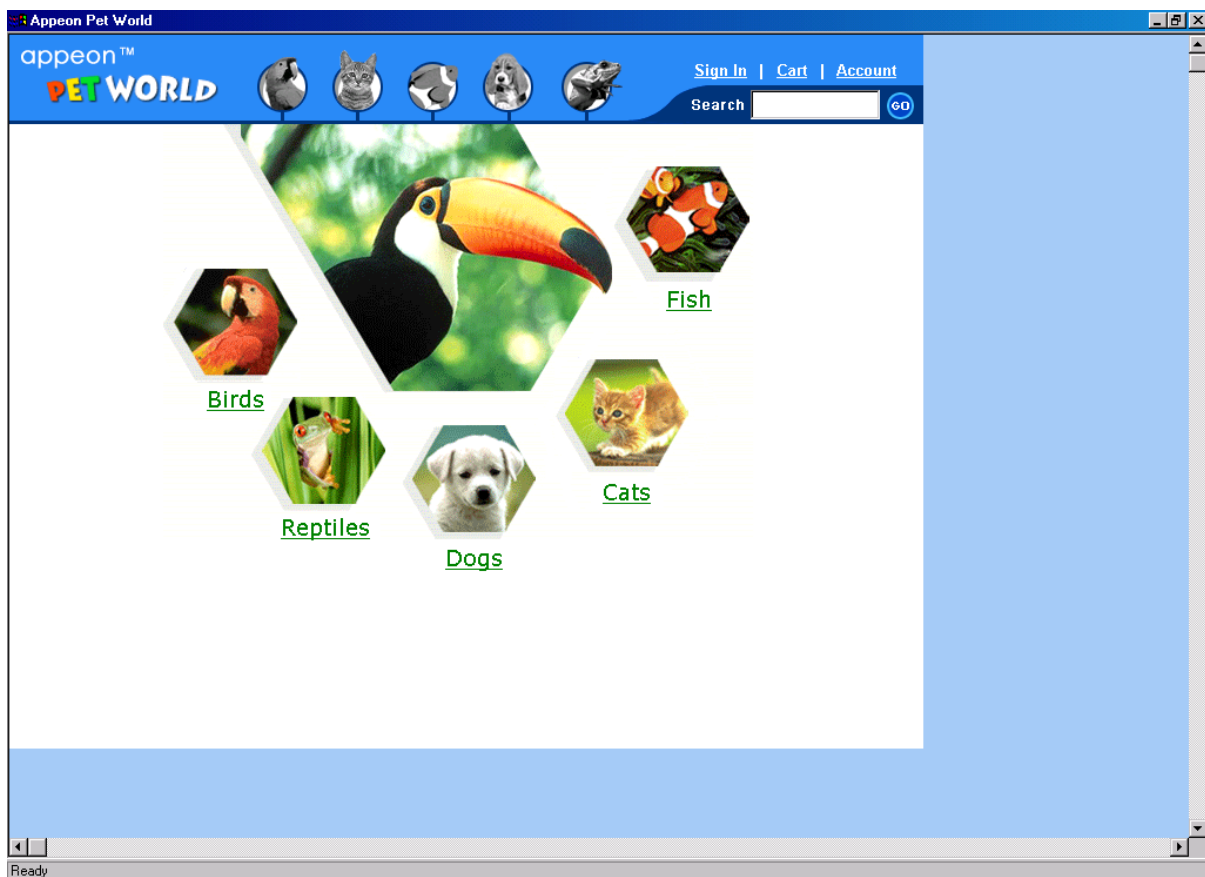 Appeon Pet World
appeon™
PET WORLD
Sign In | Cart | Account
Search GO
Fish
Birds
Cats
Reptiles
Dogs
Ready